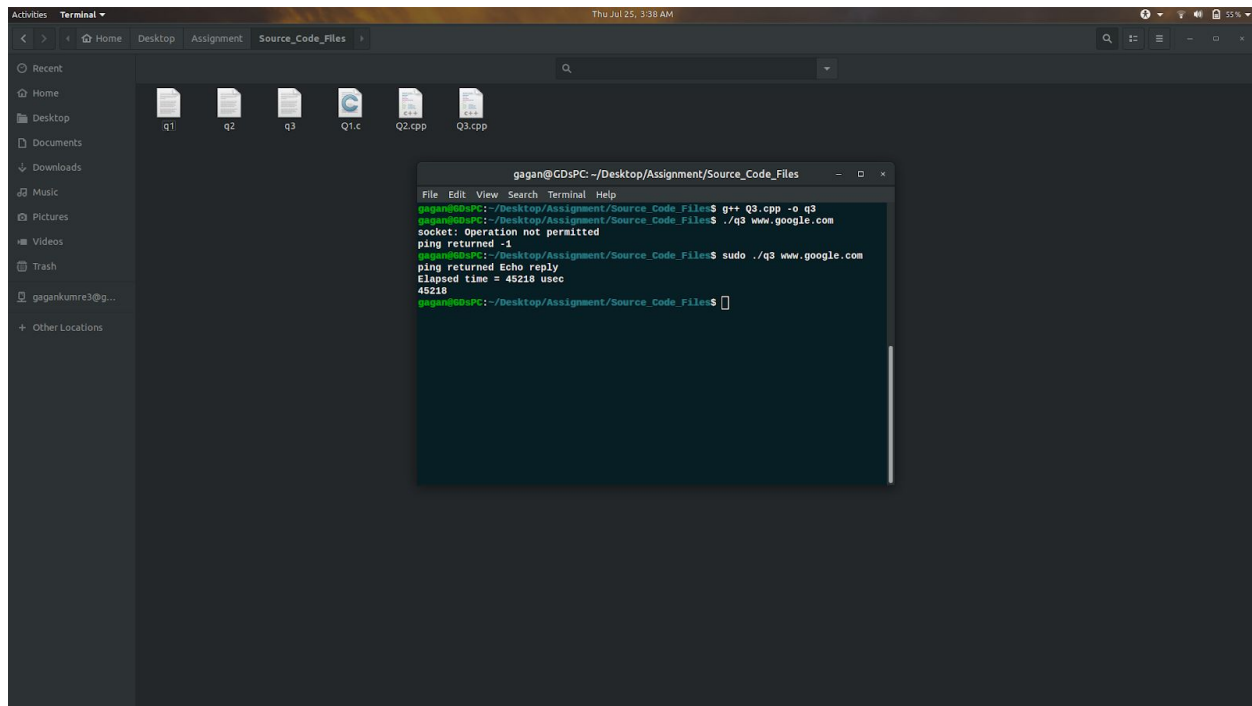 Activities Terminal Thu Jul 25, 3:38 AM 55 %
Home Desktop Assignment Source_Code_Files
Recent
Home
Desktop
Documents
Downloads
Music
Pictures
Videos
Trash
gagankumre3@g...
+ Other Locations
q1 q2 q3 Q1.c Q2.cpp Q3.cpp
gagan@GDsPC: ~/Desktop/Assignment/Source_Code_Files
File Edit View Search Terminal Help
gagan@GDsPC:~/Desktop/Assignment/Source_Code_Files$ g++ Q3.cpp -o q3
gagan@GDsPC:~/Desktop/Assignment/Source_Code_Files$ ./q3 www.google.com
socket: Operation not permitted
ping returned -1
gagan@GDsPC:~/Desktop/Assignment/Source_Code_Files$ sudo ./q3 www.google.com
ping returned Echo reply
Elapsed time = 45218 usec
45218
gagan@GDsPC:~/Desktop/Assignment/Source_Code_Files$